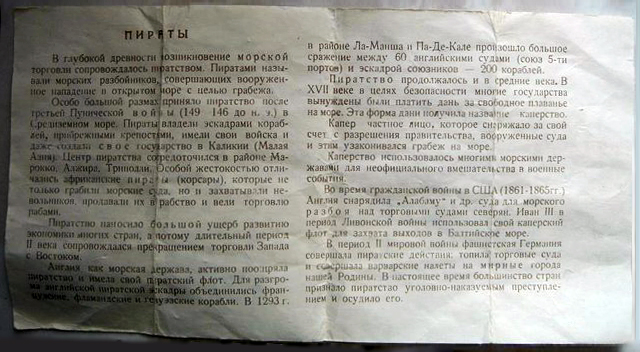 ПИРАТЫ
В глубокой древности возникновение морской
торговли сопровождалось пиратством. Пиратами назы-
вали морских разбойников, совершающих вооружен-
ное нападение в открытом море с целью грабежа.
Особо большой размах приняло пиратство после
третьей Пунической войны (149 146 до н. э.) в
Средиземном море. Пираты владели эскадрами кораб-
лей, прибрежными крепостями, имели свои войска и
даже создали свое государство в Каликии (Малая
Азия). Центр пиратства сосредоточился в районе Ма-
рокко, Алжира, Триполи. Особой жестокостью отли-
чались африканские пираты (корсары), которые не
только грабили морские суда, но и захватывали не-
вольников, продавали их в рабство и вели торговлю
рабами.
Пиратство наносило большой ущерб развитию
экономики многих стран, а потому длительный период
II века сопровождался прекращением торговли Запада
с Востоком.
Англия как морская держава, активно поощряла
пиратство и имела свой пиратский флот. Для разгро-
ма английской пиратской эскадры объединились фран-
цузские, фламандские и генуэзские корабли. В 1293 г.
в районе Ла-Манша и Па-Де-Кале произошло большое
сражение между 60 английскими судами (союз 5-ти
портов) и эскадрой союзников — 200 кораблей.
Пиратство продолжалось и в средние века. В
XVII веке в целях безопасности многие государства
вынуждены были платить дань за свободное плаванье
на море. Эта форма дани получила название каперство.
Капер частное лицо, которое снаряжало за свой
счет с разрешения правительства, вооруженные суда
и этим узаконивался грабеж на море.
Каперство использовалось многими морскими дер-
жавами для неофициального вмешательства в военные
события.
Во время гражданской войны в США (1861-1865гг.)
Англия снарядила „Алабаму" и др. суда для морского
разбоя над торговыми судами северян. Иван III в
период Ливонской войны использовал свой каперский
флот для захвата выходов в Балтийское море.
В период II мировой войны фашистская Германия
совершала пиратские действия: топила торговые суда
и совершала варварские налеты на мирные города
нашей Родины. В настоящее время большинство стран
признало пиратство уголовно-наказуемым преступле-
нием и осудило его.